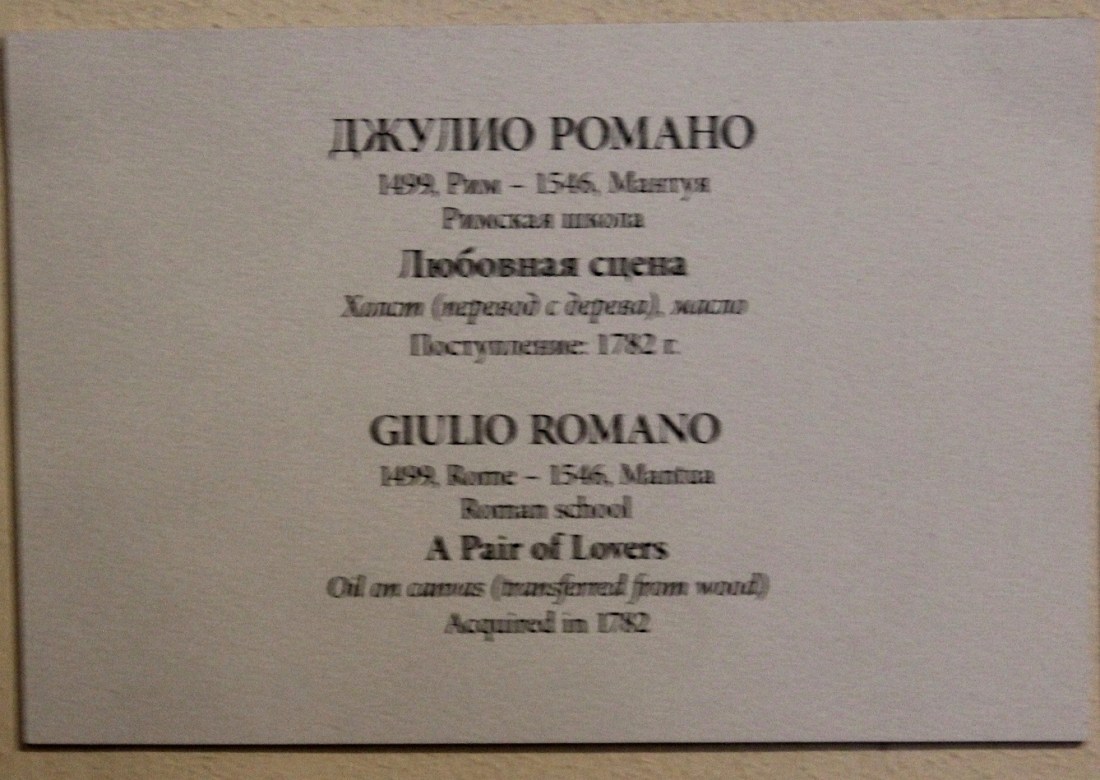 ДЖУЛИО РОМАНО
1499, Рим – 1546, Мантуя
Римская школа
Любовная сцена
Холст (перевод с дерева), масло
Поступление: 1782 г.
GIULIO ROMANO
1499, Rome – 1546, Mantua
Roman school
A Pair of Lovers
Oil on canvas (transferred from wood)
Acquired in 1782